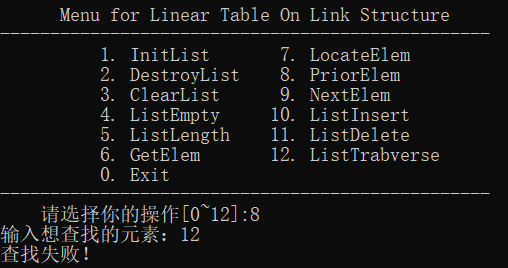 Menu for Linear Table On Link Structure
-------------------------------------------------
1. InitList 7. LocateElem
2. DestroyList 8. PriorElem
3. ClearList 9. NextElem
4. ListEmpty 10. ListInsert
5. ListLength 11. ListDelete
6. GetElem 12. ListTrabverse
0. Exit
-------------------------------------------------
请选择你的操作[0~12]:8
输入想查找的元素：12
查找失败！